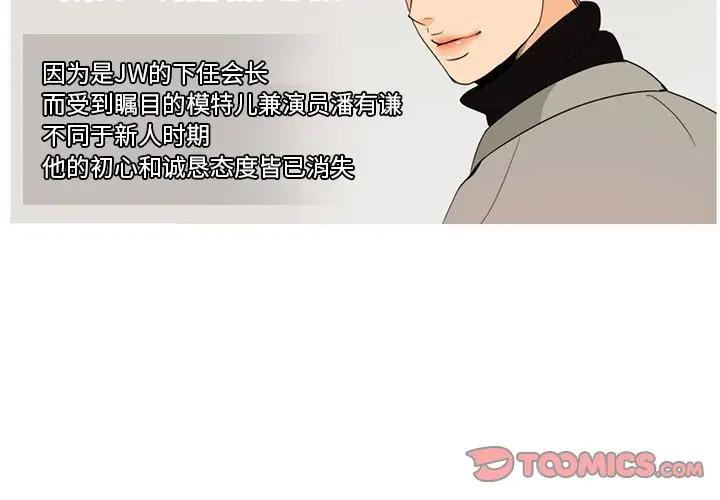 因为是JW的下任会长
而受到瞩目的模特儿兼演员潘有谦
不同于新人时期
他的初心和诚恳态度皆已消失
TOOMICS.COM